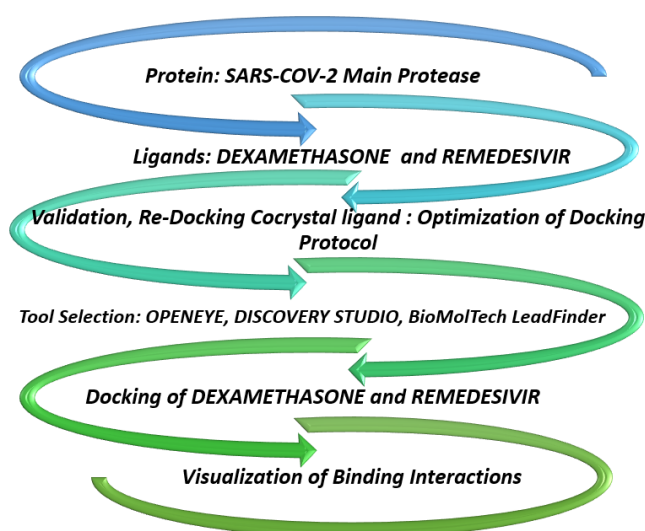 Protein: SARS-COV-2 Main Protease
Ligands: DEXAMETHASONE and REMEDESIVIR
Validation, Re-Docking Cocrystal ligand : Optimization of Docking
Protocol
Tool Selection: OPENEYE, DISCOVERY STUDIO, BioMolTech LeadFinder
Docking of DEXAMETHASONE and REMEDESIVIR
Visualization of Binding Interactions